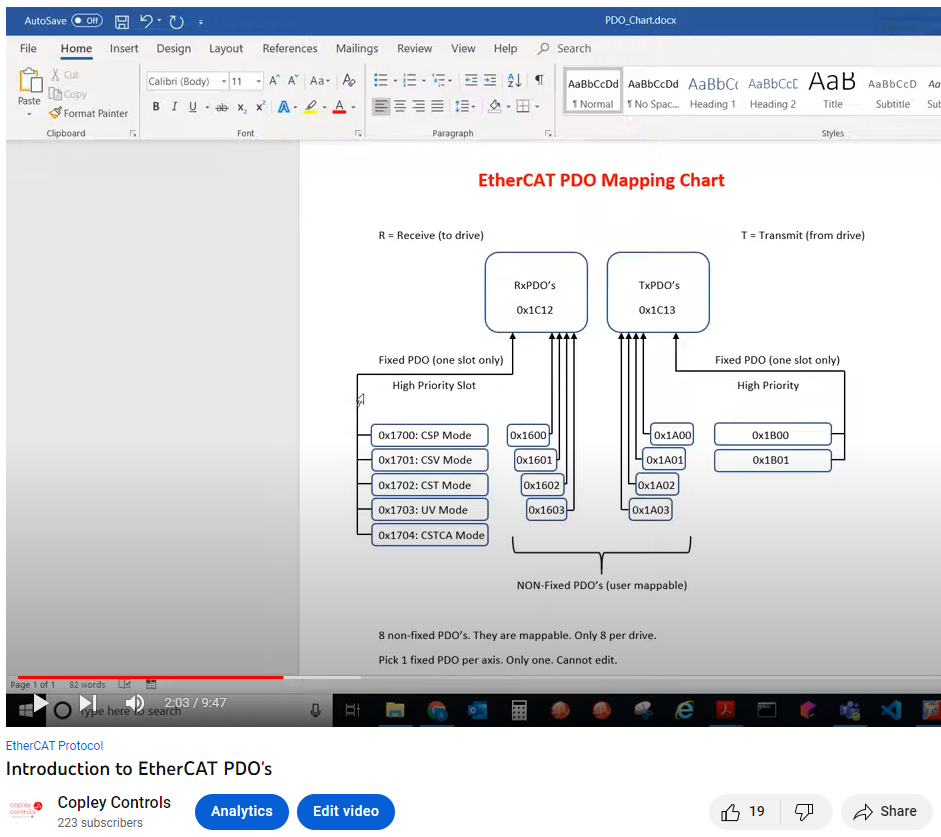 AutoSave Off
PDO_Chart.docx
File Home Insert Design Layout References Mailings Review View Help Search
Paste
Cut
Copy
Format Painter
Clipboard
Calibri (Body) 11
Font
Paragraph
AaBbCcDd AaBbCcDd AaBbC AaBbCcE AaB AaBbCcD
¶ Normal ¶ No Spac... Heading 1 Heading 2 Title Subtitle
Styles
EtherCAT PDO Mapping Chart
R = Receive (to drive)
T = Transmit (from drive)
RxPDO's
0x1C12
TxPDO's
0x1C13
Fixed PDO (one slot only)
High Priority Slot
Fixed PDO (one slot only)
High Priority
0x1700: CSP Mode
0x1701: CSV Mode
0x1702: CST Mode
0x1703: UV Mode
0x1704: CSTCA Mode
0x1600
0x1601
0x1602
0x1603
0x1A00
0x1A01
0x1A02
0x1A03
0x1B00
0x1B01
NON-Fixed PDO's (user mappable)
8 non-fixed PDO's. They are mappable. Only 8 per drive.
Pick 1 fixed PDO per axis. Only one. Cannot edit.
Page 1 of 1 82 words
Type here to search
2:03 / 9:47
EtherCAT Protocol
Introduction to EtherCAT PDO's
copley controls
Copley Controls
223 subscribers
Analytics
Edit video
19
Share